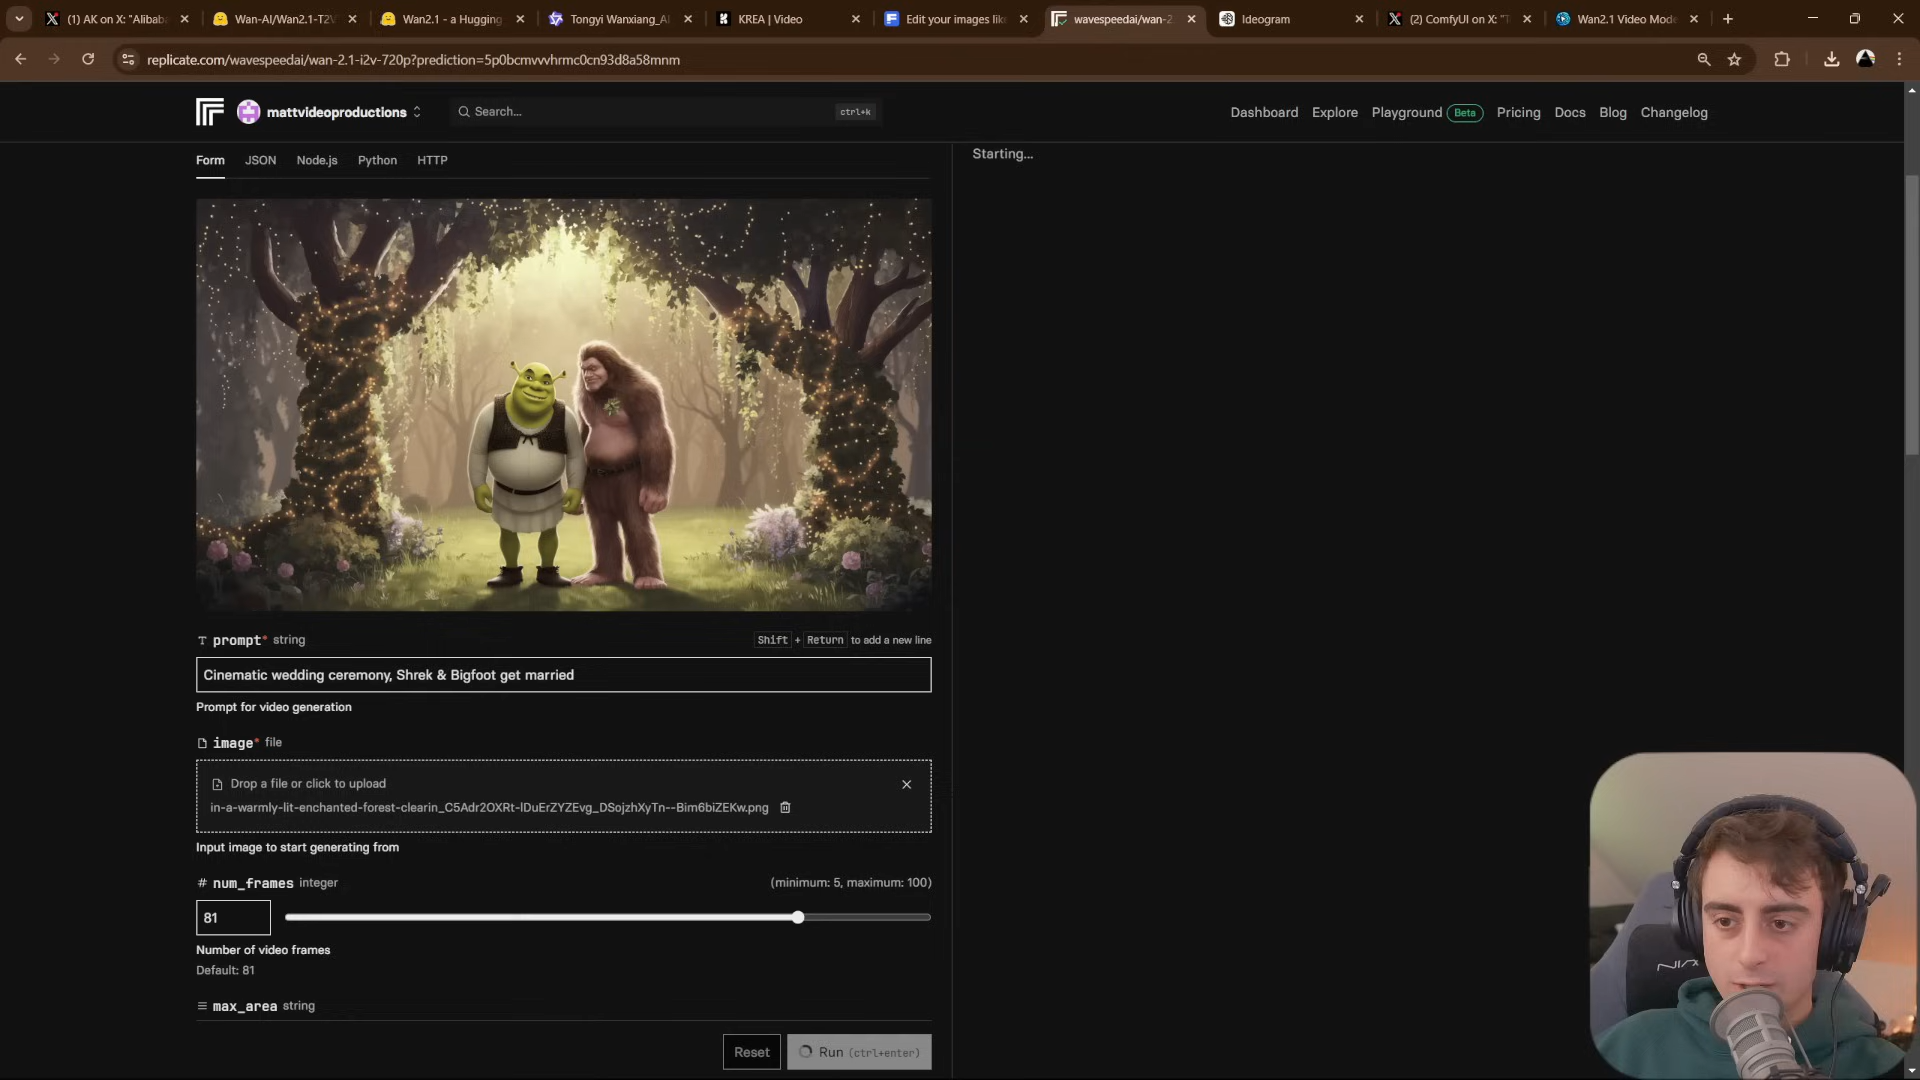 (1) AK on X: "Alibab
Wan-AI/Wan2.1-T2V
Wan2.1 - a Hugging
Tongyi Wanxiang_AI
KREA | Video
Edit your images lik
wavespeedai/wan-2.
Ideogram
(2) ComfyUI on X: "T
Wan2.1 Video Mode
replicate.com/wavespeedai/wan-2.1-i2v-720p?prediction=5p0bcmvvvhrmc0cn93d8a58mnm
mattvideoproductions
Search...
ctrl+k
Dashboard
Explore
Playground Beta
Pricing
Docs
Blog
Changelog
Form
JSON
Node.js
Python
HTTP
Starting...
prompt* string
Shift + Return to add a new line
Cinematic wedding ceremony, Shrek & Bigfoot get married
Prompt for video generation
image* file
Drop a file or click to upload
in-a-warmly-lit-enchanted-forest-clearin_C5Adr2OXRt-lDuErZYZEvg_DSojzhXyTn--Bim6biZEKw.png
Input image to start generating from
# num_frames integer
(minimum: 5, maximum: 100)
81
Number of video frames
Default: 81
max_area string
Reset
Run (ctrl+enter)